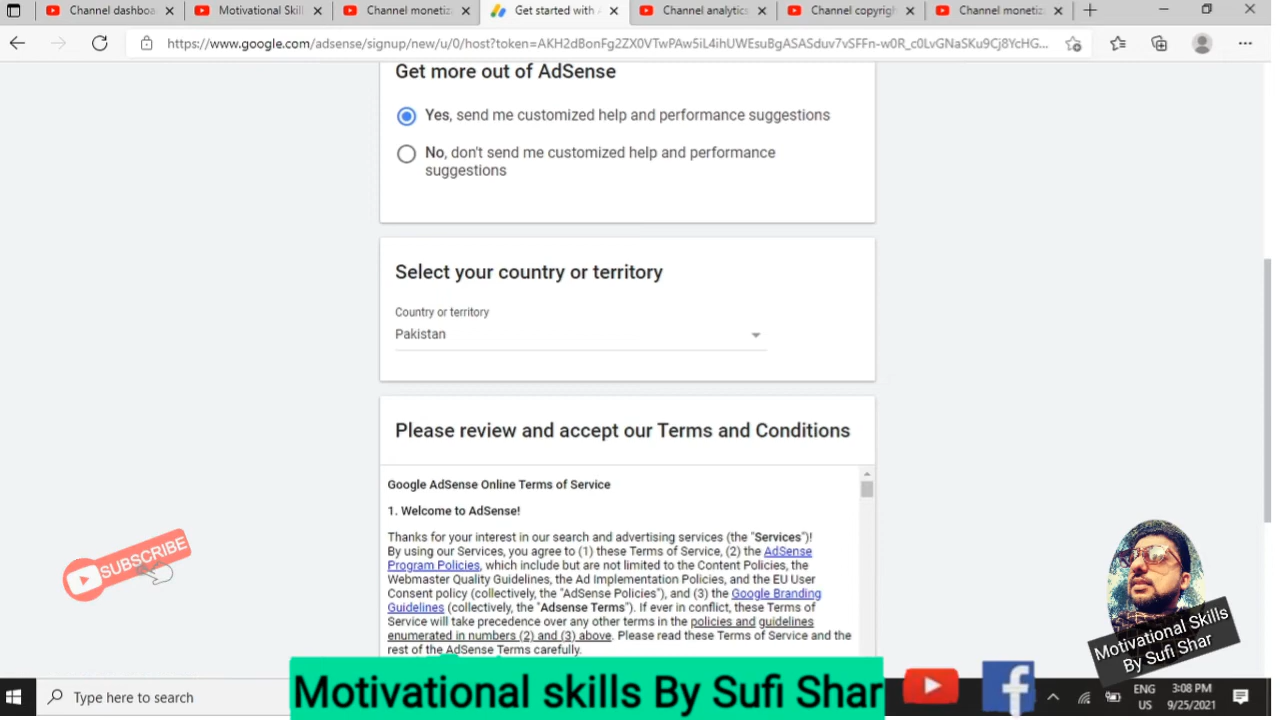 Channel dashboa
Motivational Skil
Channel monetiz
Get started with
Channel analytics
Channel copyrigh
Channel monetiz
https://www.google.com/adsense/signup/new/u/0/host?token=AKH2dBonFg2ZX0VTwPAw5iL4ihUWEsuBgASASduv7vSFFn-w0R_c0LvGNaSKu9Cj8YcHG...
Get more out of AdSense
Yes, send me customized help and performance suggestions
No, don't send me customized help and performance
suggestions
Select your country or territory
Country or territory
Pakistan
Please review and accept our Terms and Conditions
Google AdSense Online Terms of Service
1. Welcome to AdSense!
Thanks for your interest in our search and advertising services (the "Services")!
By using our Services, you agree to (1) these Terms of Service, (2) the AdSense
Program Policies, which include but are not limited to the Content Policies, the
Webmaster Quality Guidelines, the Ad Implementation Policies, and the EU User
Consent policy (collectively, the "AdSense Policies"), and (3) the Google Branding
Guidelines (collectively, the "Adsense Terms"). If ever in conflict, these Terms of
Service will take precedence over any other terms in the policies and guidelines
enumerated in numbers (2) and (3) above. Please read these Terms of Service and the
rest of the AdSense Terms carefully.
SUBSCRIBE
Motivational Skills
By Sufi Shar
Motivational skills By Sufi Shar
Type here to search
ENG
US
3:08 PM
9/25/2021